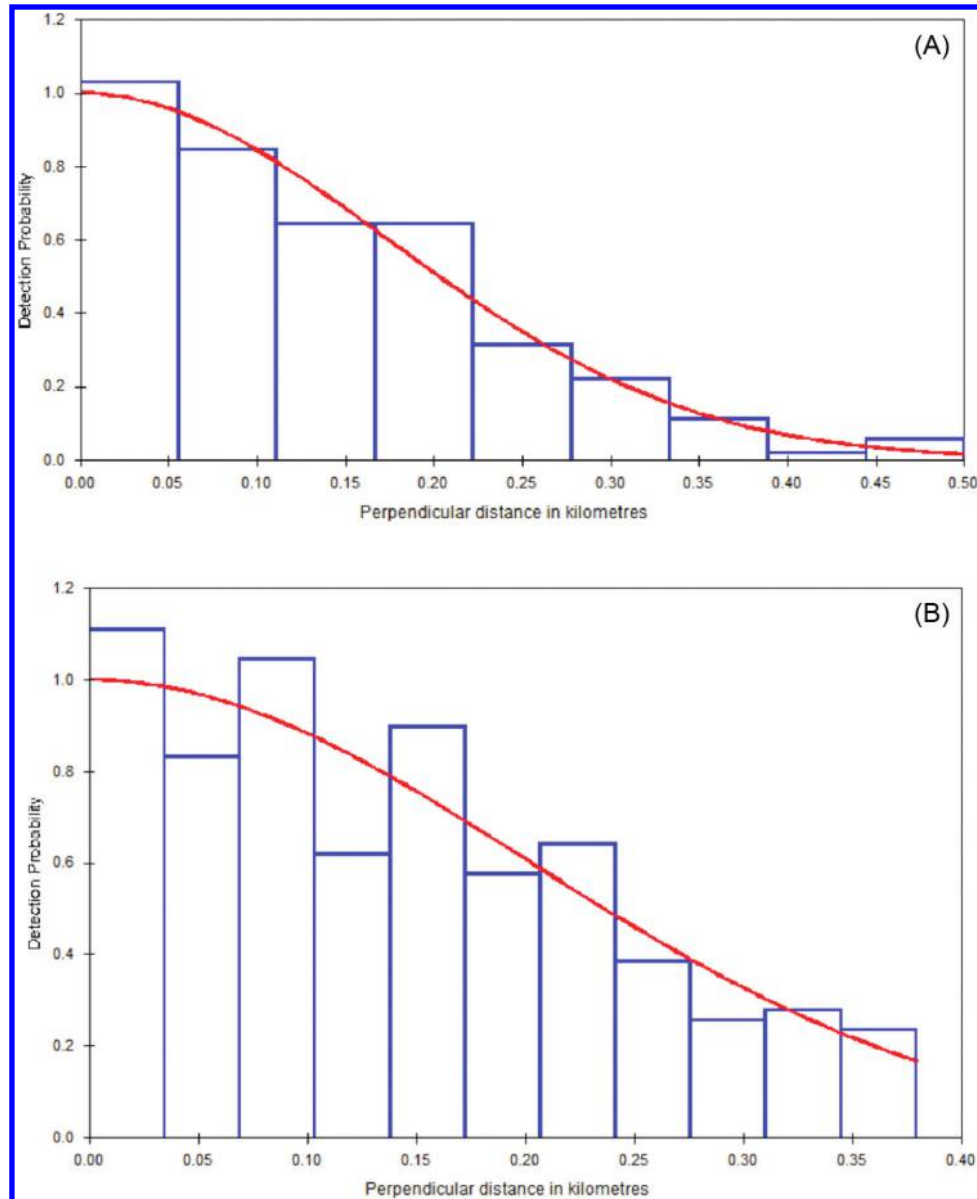 (A)
1.2
1.0
0.8
0.6
0.4
0.2
0.0
Detection Probability
0.00 0.05 0.10 0.15 0.20 0.25 0.30 0.35 0.40 0.45 0.50
Perpendicular distance in kilometres
(B)
1.2
1.0
0.8
0.6
0.4
0.2
0.0
Detection Probability
0.00 0.05 0.10 0.15 0.20 0.25 0.30 0.35 0.40
Perpendicular distance in kilometres